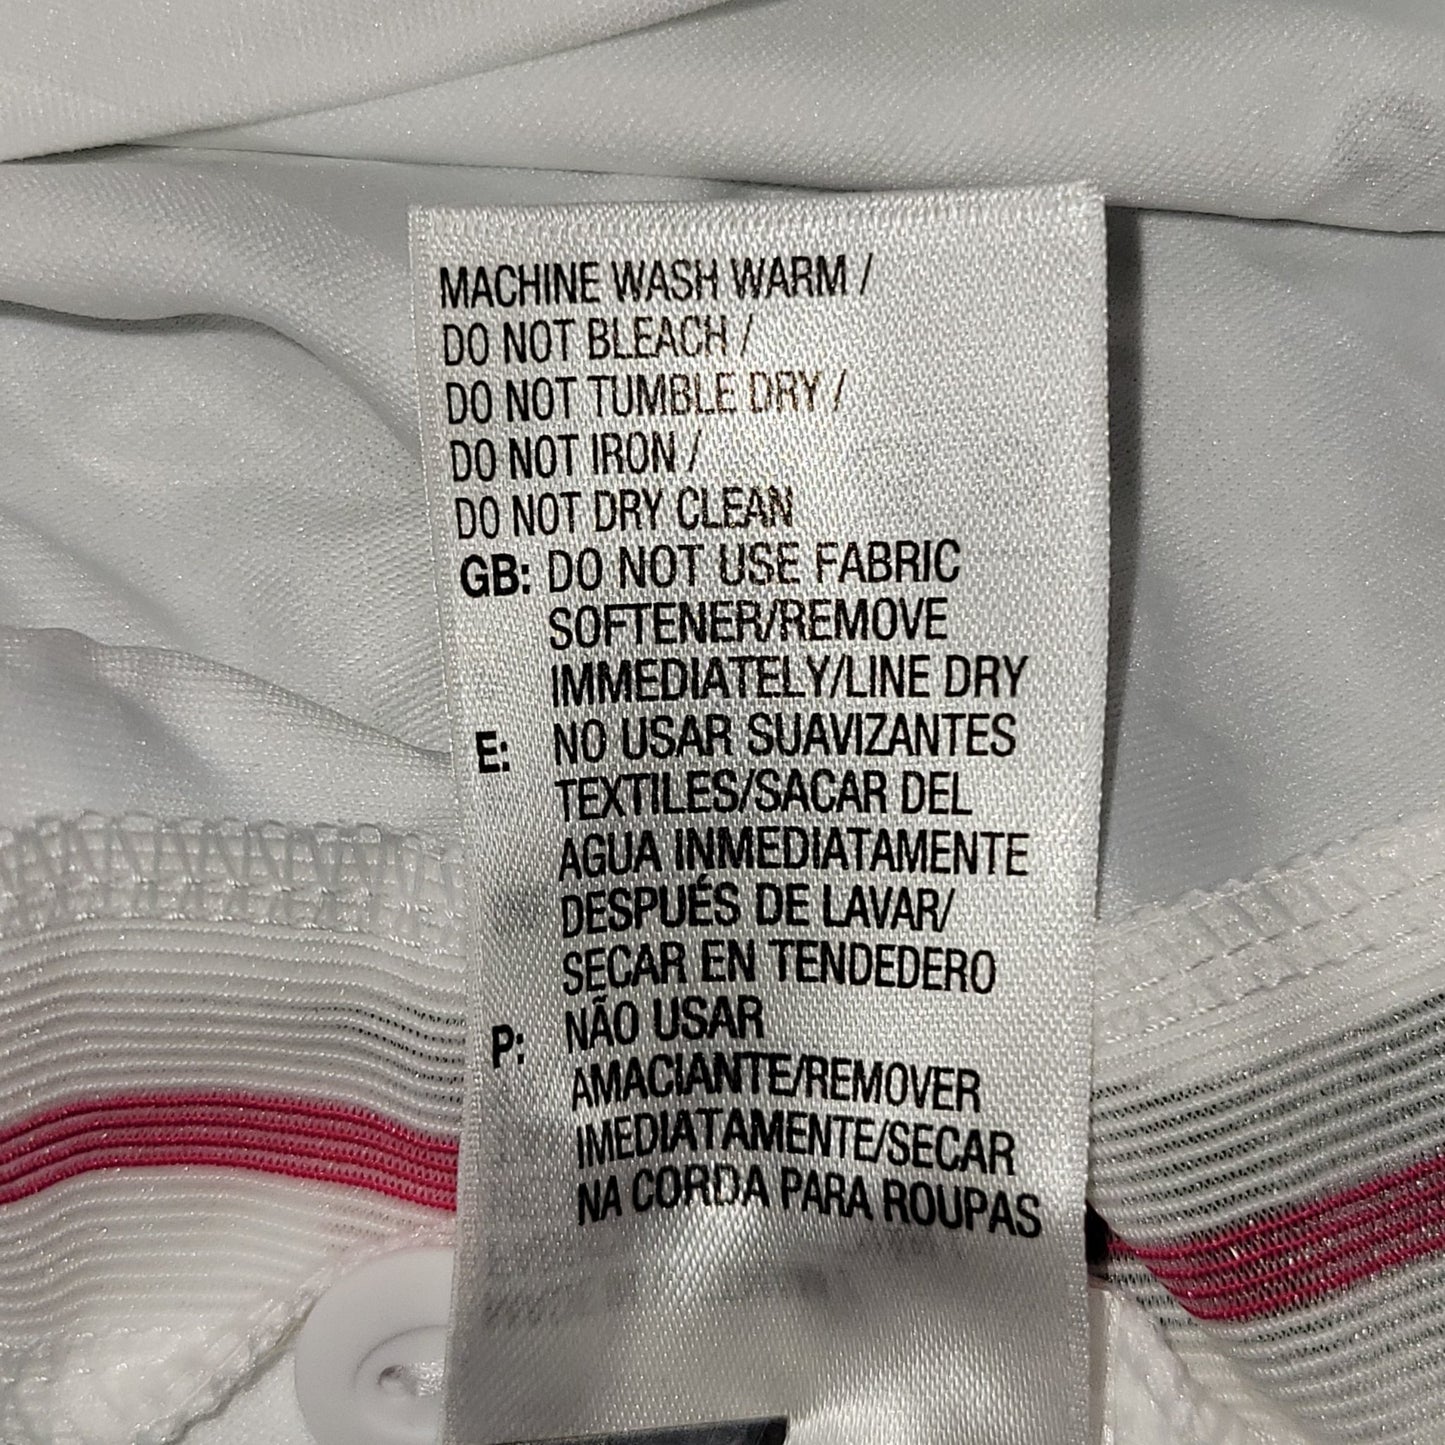 MACHINE WASH WARM /
DO NOT BLEACH /
DO NOT TUMBLE DRY /
DO NOT IRON /
DO NOT DRY CLEAN
GB: DO NOT USE FABRIC
SOFTENER/REMOVE
IMMEDIATELY/LINE DRY
E: NO USAR SUAVIZANTES
TEXTILES/SACAR DEL
AGUA INMEDIATAMENTE
DESPUÉS DE LAVAR/
SECAR EN TENDEDERO
P: NÃO USAR
AMACIANTE/REMOVER
IMEDIATAMENTE/SECAR
NA CORDA PARA ROUPAS